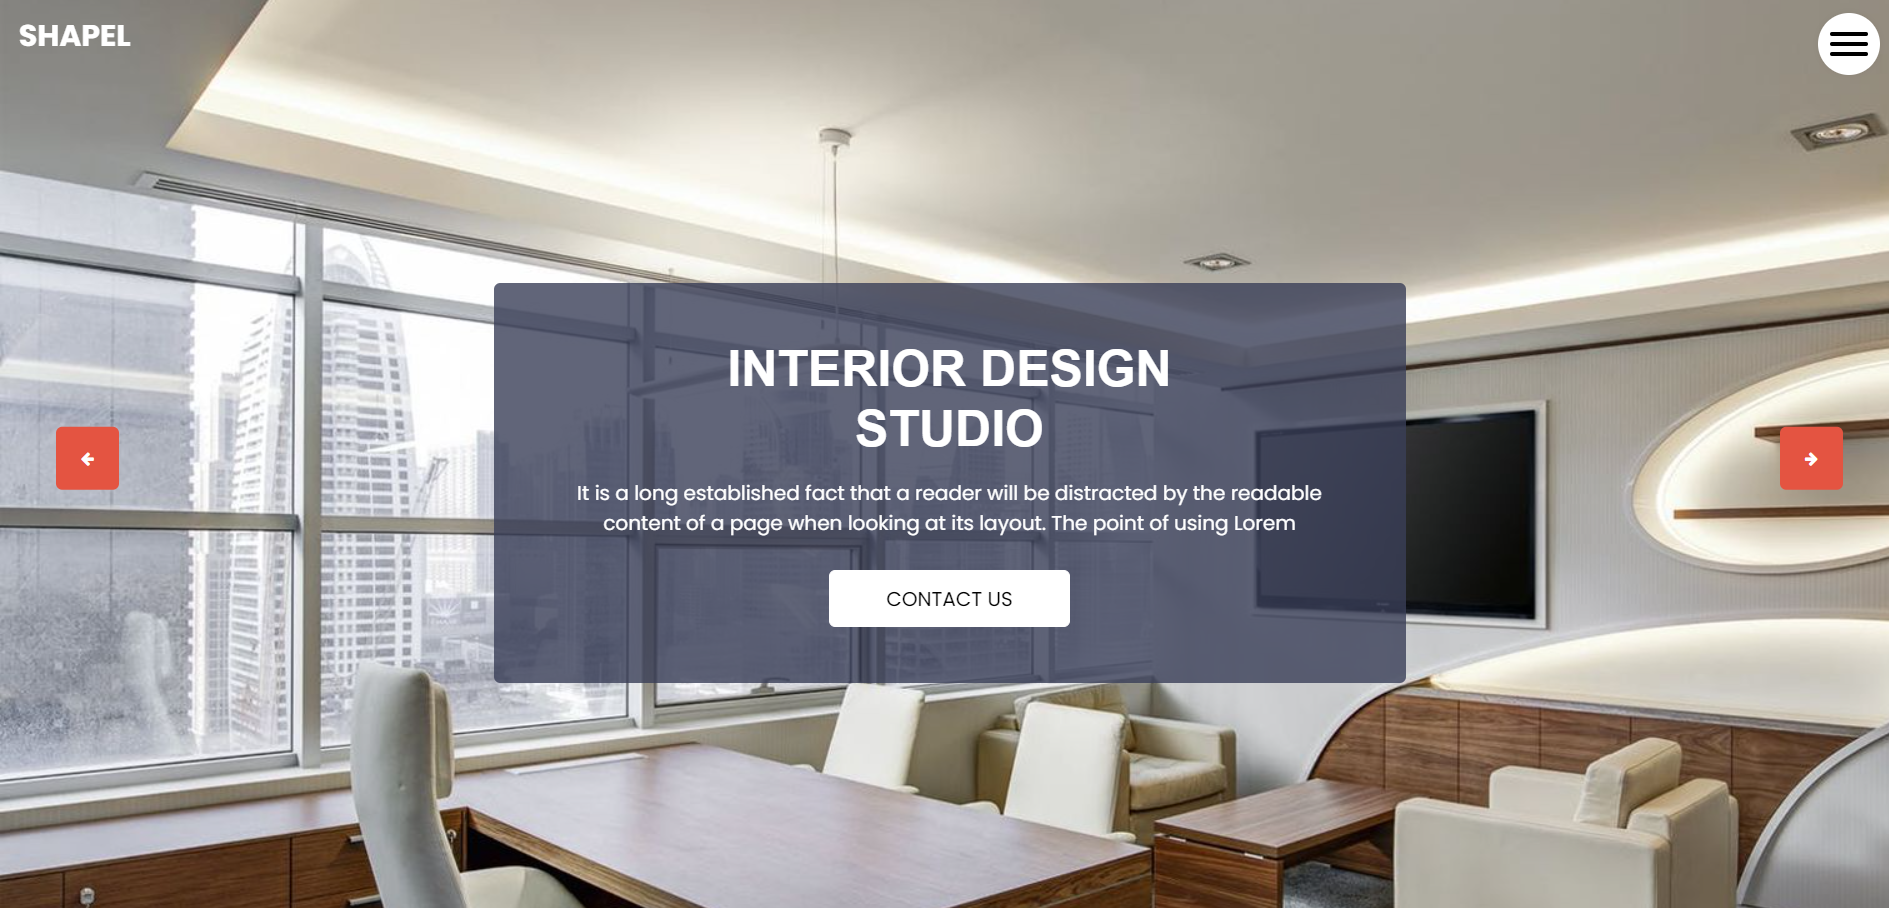 SHAPEL
INTERIOR DESIGN
STUDIO
It is a long established fact that a reader will be distracted by the readable
content of a page when looking at its layout. The point of using Lorem
CONTACT US